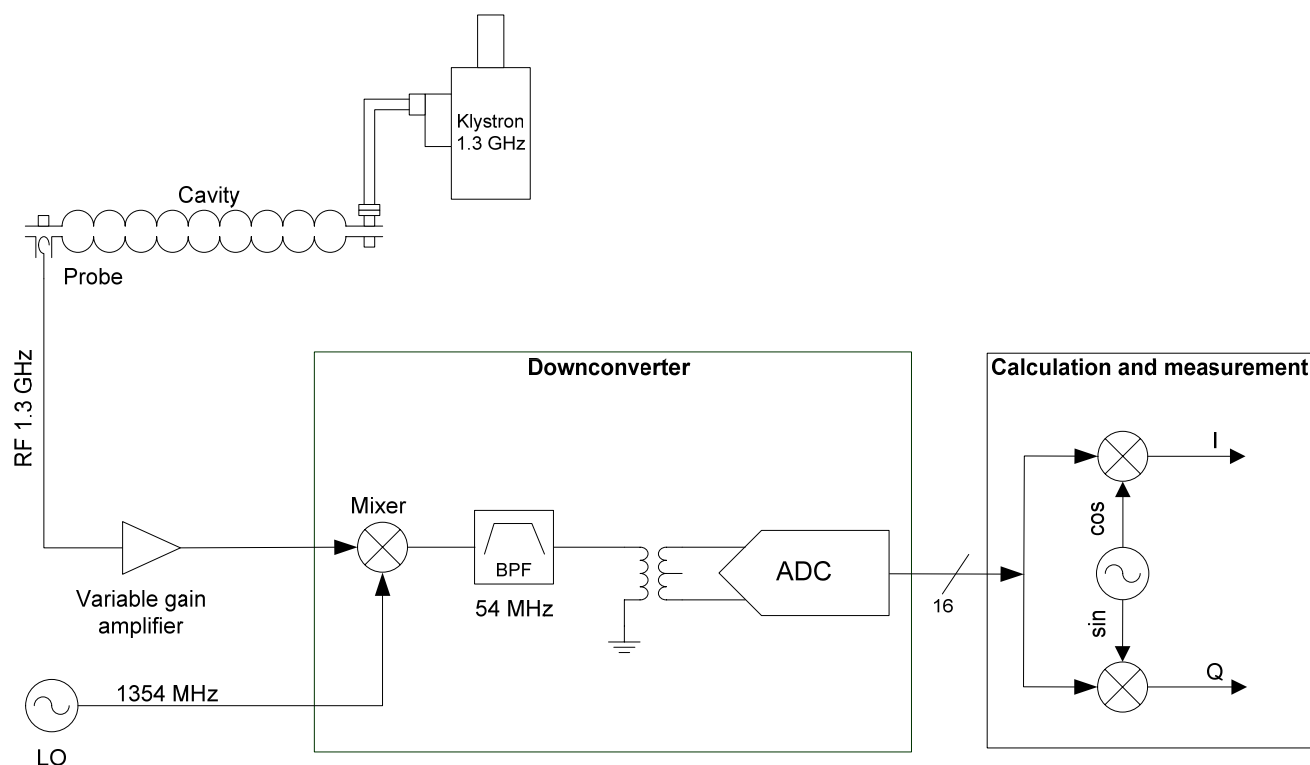 Klystron
1.3 GHz
Cavity
Probe
RF 1.3 GHz
Downconverter
Calculation and measurement
I
Mixer
cos
BPF
ADC
16
54 MHz
Variable gain
amplifier
sin
Q
1354 MHz
LO